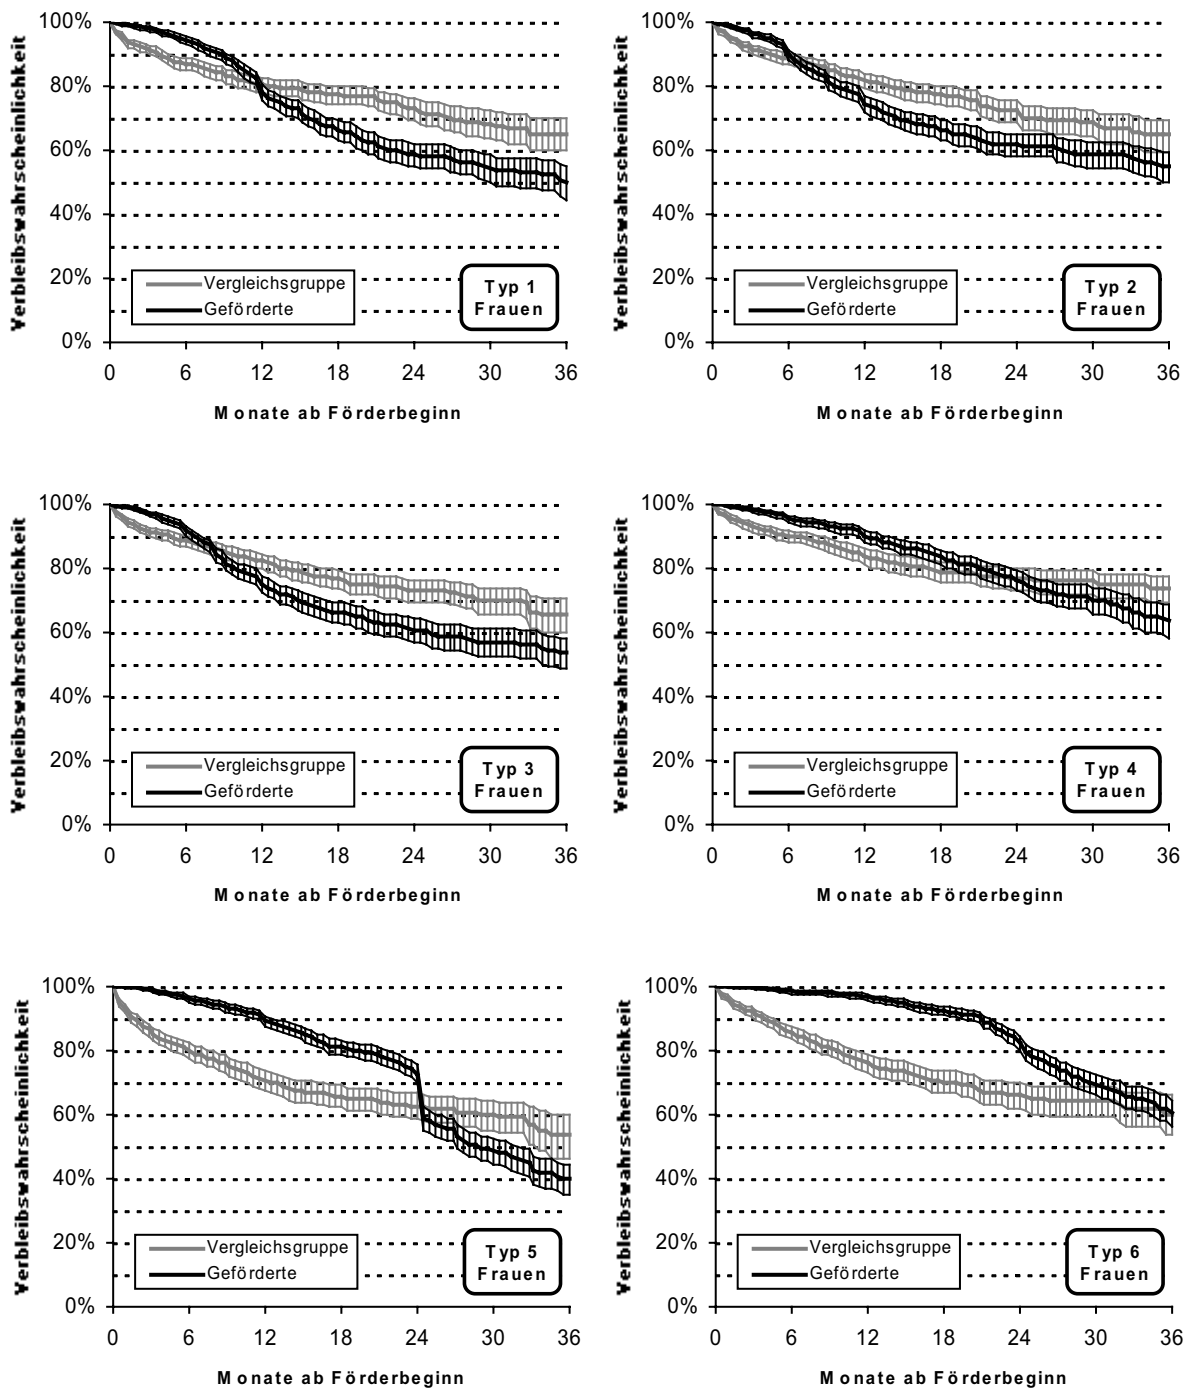 Verbleibswahrscheinlichkeit
100%
80%
60%
40%
20%
0%
Vergleichsgruppe
Geförderte
Typ 1
Frauen
0 6 12 18 24 30 36
Monate ab Förderbeginn
Verbleibswahrscheinlichkeit
100%
80%
60%
40%
20%
0%
Vergleichsgruppe
Geförderte
Typ 2
Frauen
0 6 12 18 24 30 36
Monate ab Förderbeginn
Verbleibswahrscheinlichkeit
100%
80%
60%
40%
20%
0%
Vergleichsgruppe
Geförderte
Typ 3
Frauen
0 6 12 18 24 30 36
Monate ab Förderbeginn
Verbleibswahrscheinlichkeit
100%
80%
60%
40%
20%
0%
Vergleichsgruppe
Geförderte
Typ 4
Frauen
0 6 12 18 24 30 36
Monate ab Förderbeginn
Verbleibswahrscheinlichkeit
100%
80%
60%
40%
20%
0%
Vergleichsgruppe
Geförderte
Typ 5
Frauen
0 6 12 18 24 30 36
Monate ab Förderbeginn
Verbleibswahrscheinlichkeit
100%
80%
60%
40%
20%
0%
Vergleichsgruppe
Geförderte
Typ 6
Frauen
0 6 12 18 24 30 36
Monate ab Förderbeginn